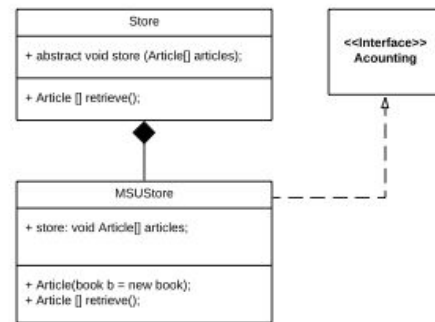 Store
+ abstract void store (Article[] articles);
+ Article [] retrieve();
<<Interface>>
Acounting
MSUStore
+ store: void Article[] articles;
+ Article(book b = new book);
+ Article [] retrieve();